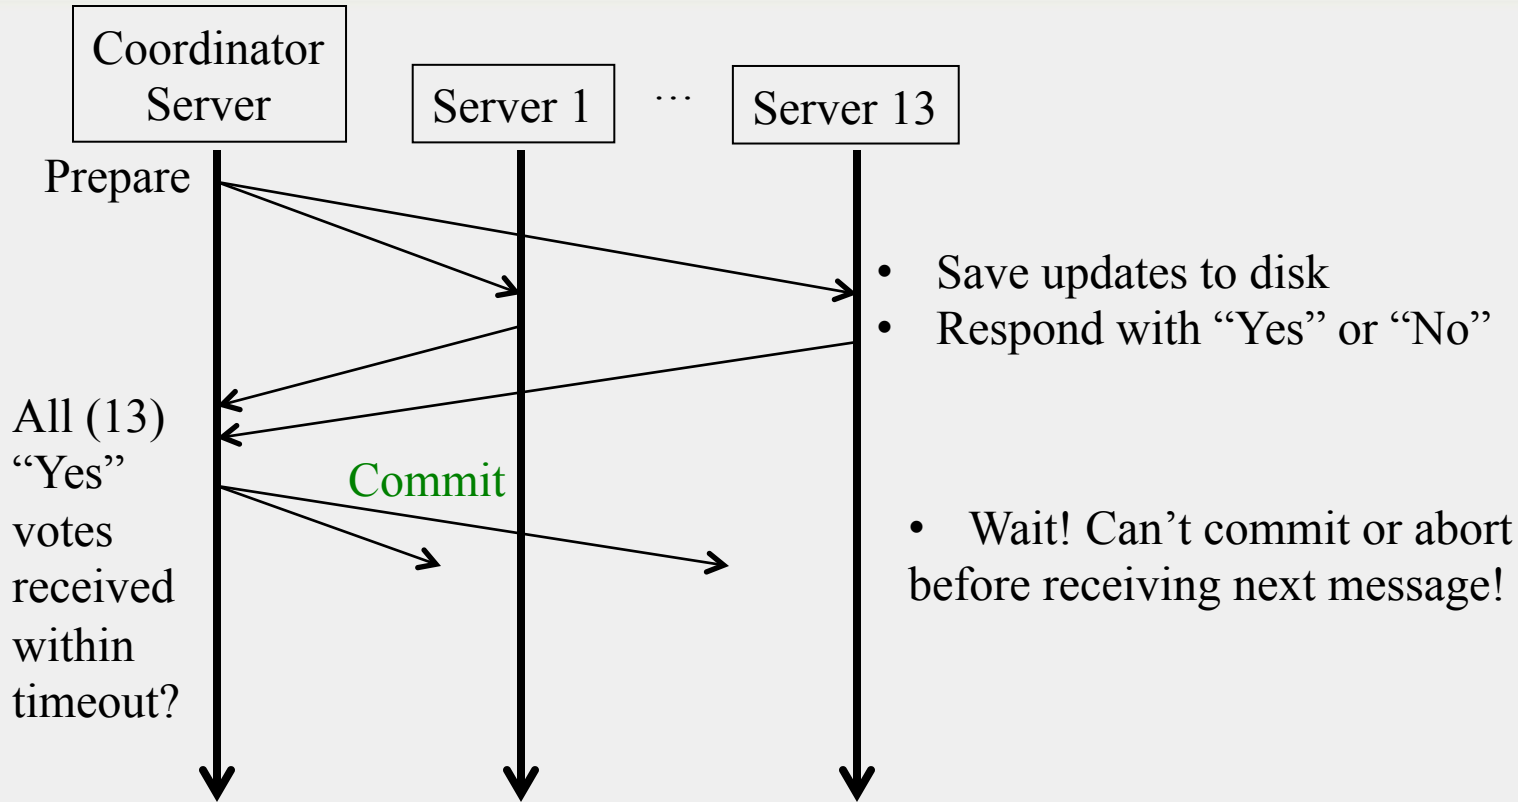 Coordinator
Server
Server 1
…
Server 13
Prepare
• Save updates to disk
• Respond with “Yes” or “No”
All (13)
“Yes”
votes
received
within
timeout?
Commit
• Wait! Can’t commit or abort
before receiving next message!